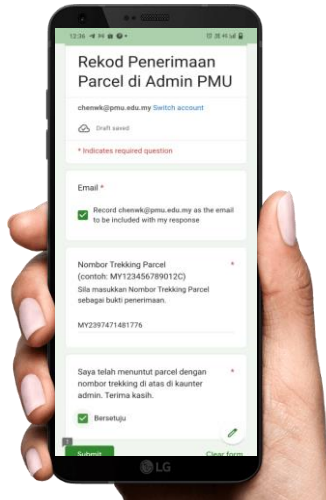 13:36
Rekod Penerimaan
Parcel di Admin PMU
chenwk@pmu.edu.my Switch account
Draft saved
* Indicates required question
Email *
Record chenwk@pmu.edu.my as the email
to be included with my response
Nombor Trekking Parcel *
(contoh: MY123456789012C)
Sila masukkan Nombor Trekking Parcel
sebagai bukti penerimaan.
MY2397471481776
Saya telah menuntut parcel dengan *
nombor trekking di atas di kaunter
admin. Terima kasih.
Bersetuju
Submit Clear form
LG